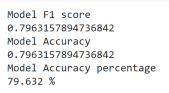 Model F1 score
0.7963157894736842
Model Accuracy
0.7963157894736842
Model Accuracy percentage
79.632 %